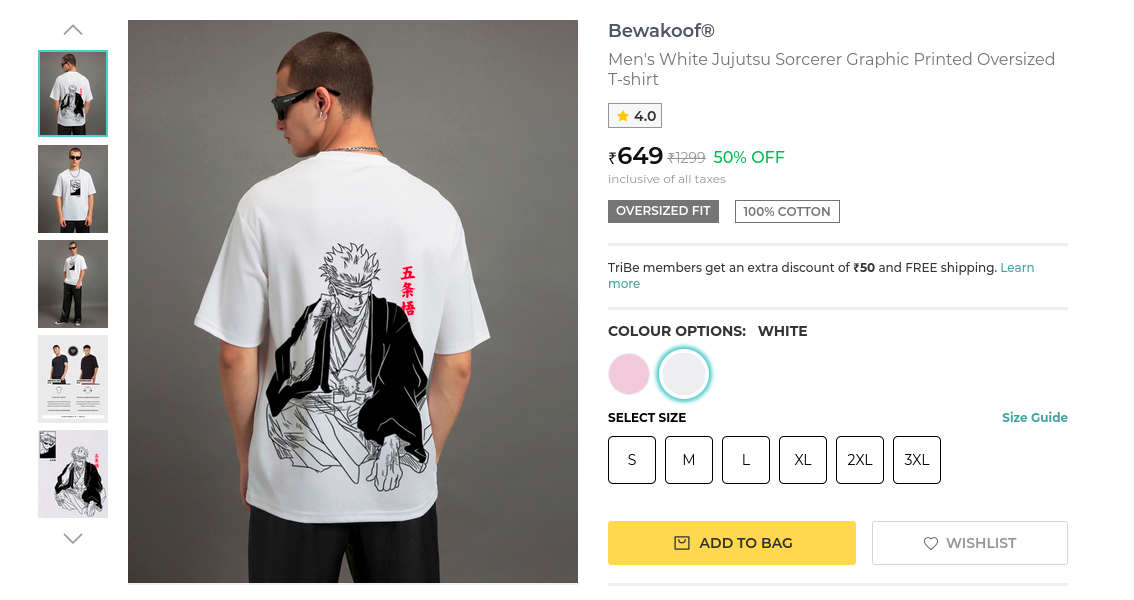 Bewakoof®
Men's White Jujutsu Sorcerer Graphic Printed Oversized
T-shirt
4.0
₹649 ₹1299 50% OFF
inclusive of all taxes
OVERSIZED FIT
100% COTTON
TriBe members get an extra discount of ₹50 and FREE shipping. Learn
more
COLOUR OPTIONS: WHITE
SELECT SIZE
Size Guide
S
M
L
XL
2XL
3XL
ADD TO BAG
WISHLIST
五条悟